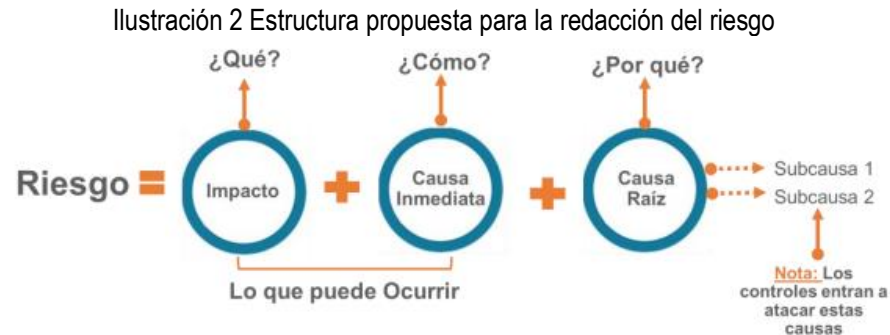 Ilustración 2 Estructura propuesta para la redacción del riesgo
¿Qué?
¿Cómo?
¿Por qué?
Riesgo =
Impacto
+
Causa
Inmediata
+
Causa
Raíz
Subcausa 1
Subcausa 2
Lo que puede Ocurrir
Nota: Los
controles entran a
atacar estas
causas